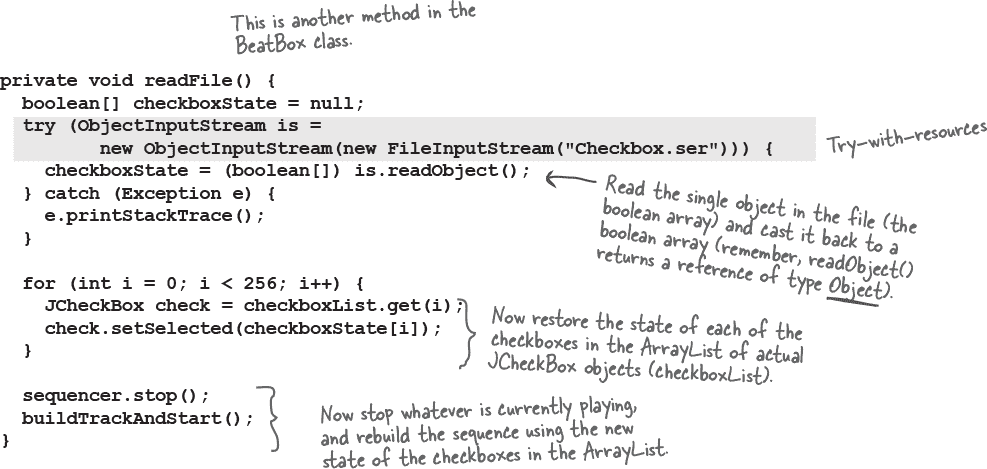 This is another method in the
BeatBox class.
private void readFile() {
boolean[] checkboxState = null;
try (ObjectInputStream is =
new ObjectInputStream(new FileInputStream("Checkbox.ser"))) {
Try-with-resources
checkboxState = (boolean[]) is.readObject();
} catch (Exception e) {
e.printStackTrace();
}
Read the single object in the file (the
boolean array) and cast it back to a
boolean array (remember, readObject()
returns a reference of type Object).
for (int i = 0; i < 256; i++) {
JCheckBox check = checkboxList.get(i);
check.setSelected(checkboxState[i]);
}
Now restore the state of each of the
checkboxes in the ArrayList of actual
JCheckBox objects (checkboxList).
sequencer.stop();
buildTrackAndStart();
}
Now stop whatever is currently playing,
and rebuild the sequence using the new
state of the checkboxes in the ArrayList.